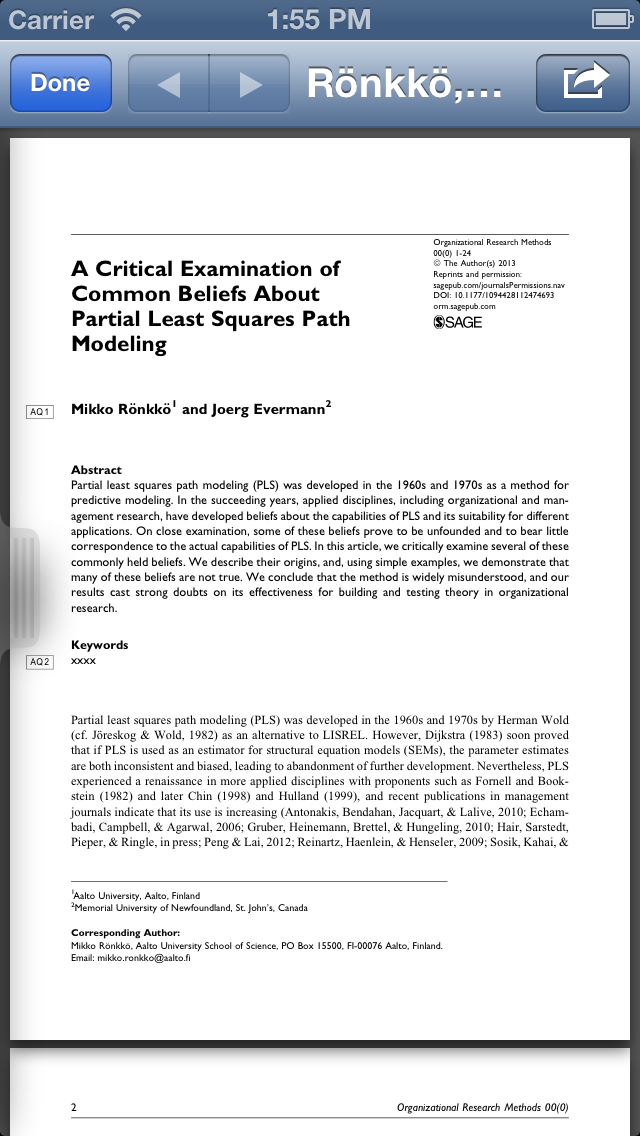 Carrier 1:55 PM
Done Rönkkö,...
Organizational Research Methods
00(0) 1-24
© The Author(s) 2013
Reprints and permission:
sagepub.com/journalsPermissions.nav
DOI: 10.1177/1094428112474693
orm.sagepub.com
SAGE
A Critical Examination of
Common Beliefs About
Partial Least Squares Path
Modeling
AQ1
Mikko Rönkkö1 and Joerg Evermann2
Abstract
Partial least squares path modeling (PLS) was developed in the 1960s and 1970s as a method for
predictive modeling. In the succeeding years, applied disciplines, including organizational and man-
agement research, have developed beliefs about the capabilities of PLS and its suitability for different
applications. On close examination, some of these beliefs prove to be unfounded and to bear little
correspondence to the actual capabilities of PLS. In this article, we critically examine several of these
commonly held beliefs. We describe their origins, and, using simple examples, we demonstrate that
many of these beliefs are not true. We conclude that the method is widely misunderstood, and our
results cast strong doubts on its effectiveness for building and testing theory in organizational
research.
Keywords
AQ2
xxxx
Partial least squares path modeling (PLS) was developed in the 1960s and 1970s by Herman Wold
(cf. Jöreskog & Wold, 1982) as an alternative to LISREL. However, Dijkstra (1983) soon proved
that if PLS is used as an estimator for structural equation models (SEMs), the parameter estimates
are both inconsistent and biased, leading to abandonment of further development. Nevertheless, PLS
experienced a renaissance in more applied disciplines with proponents such as Fornell and Book-
stein (1982) and later Chin (1998) and Hulland (1999), and recent publications in management
journals indicate that its use is increasing (Antonakis, Bendahan, Jacquart, & Lalive, 2010; Echam-
badi, Campbell, & Agarwal, 2006; Gruber, Heinemann, Brettel, & Hungeling, 2010; Hair, Sarstedt,
Pieper, & Ringle, in press; Peng & Lai, 2012; Reinartz, Haenlein, & Henseler, 2009; Sosik, Kahai, &
1Aalto University, Aalto, Finland
2Memorial University of Newfoundland, St. John's, Canada
Corresponding Author:
Mikko Rönkkö, Aalto University School of Science, PO Box 15500, FI-00076 Aalto, Finland.
Email: mikko.ronkko@aalto.fi
2 Organizational Research Methods 00(0)